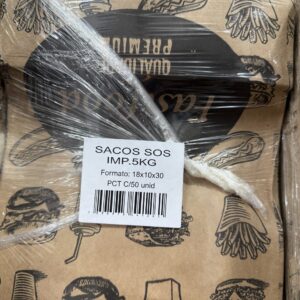 QUALIDADE
PREMIUM
Fast food
SACOS SOS
IMP.5KG
Formato: 18x10x30
PCT C/50 unid